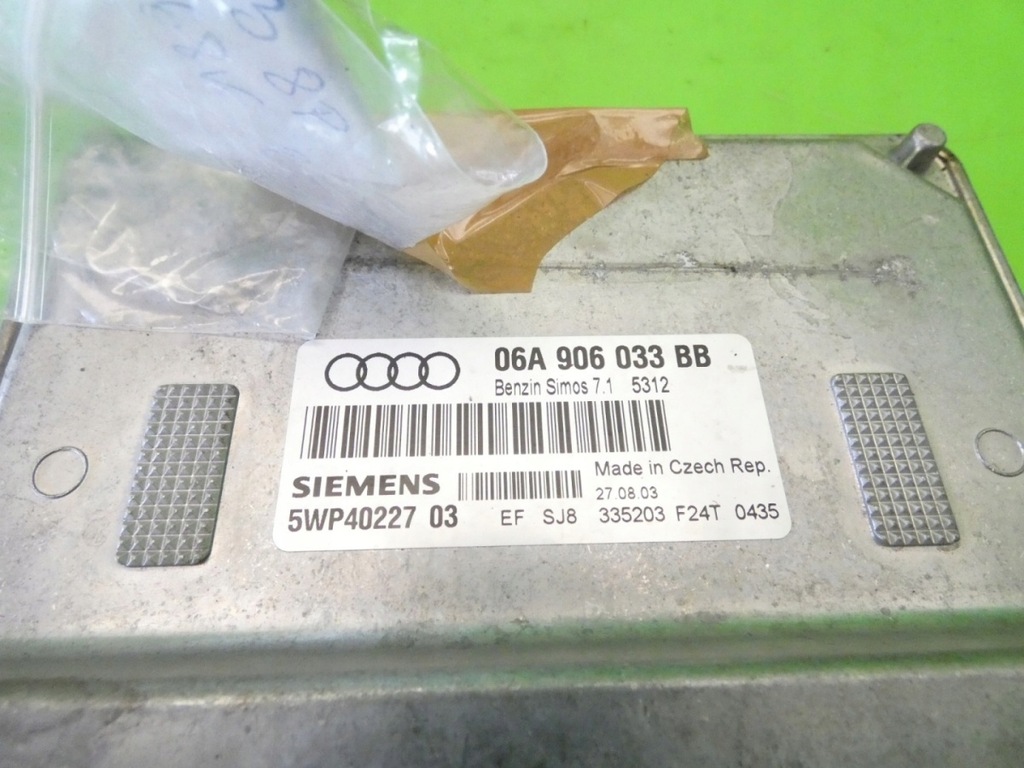 06A 906 033 BB
Benzin Simos 7.1 5312
SIEMENS
Made in Czech Rep.
27.08.03
5WP40227 03 EF SJ8 335203 F24T 0435